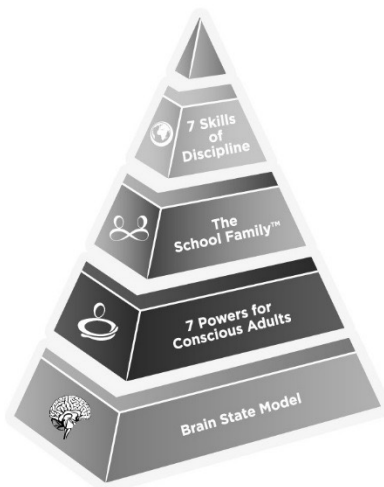 7 Skills
of
Discipline
The
School Family™
7 Powers for
Conscious Adults
Brain State Model